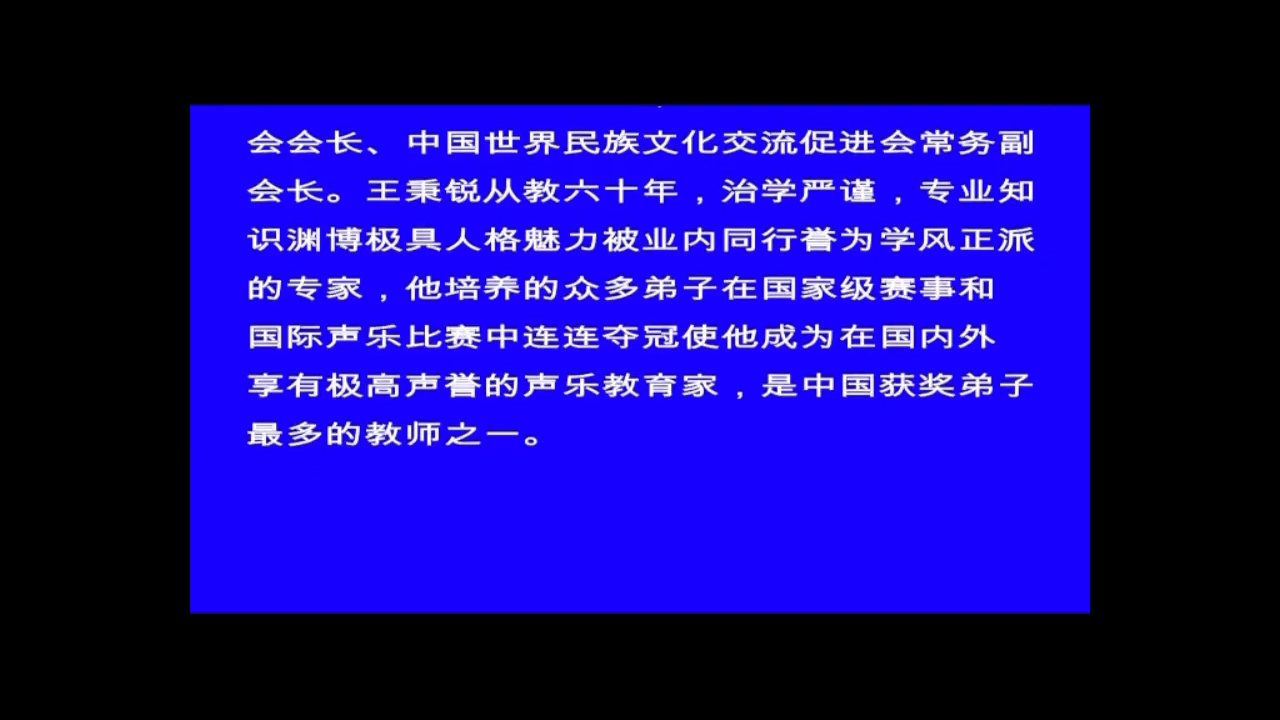 会会长、中国世界民族文化交流促进会常务副
会长。王秉锐从教六十年，治学严谨，专业知
识渊博极具人格魅力被业内同行誉为学风正派
的专家，他培养的众多弟子在国家级赛事和
国际声乐比赛中连连夺冠使他成为在国内外
享有极高声誉的声乐教育家，是中国获奖弟子
最多的教师之一。